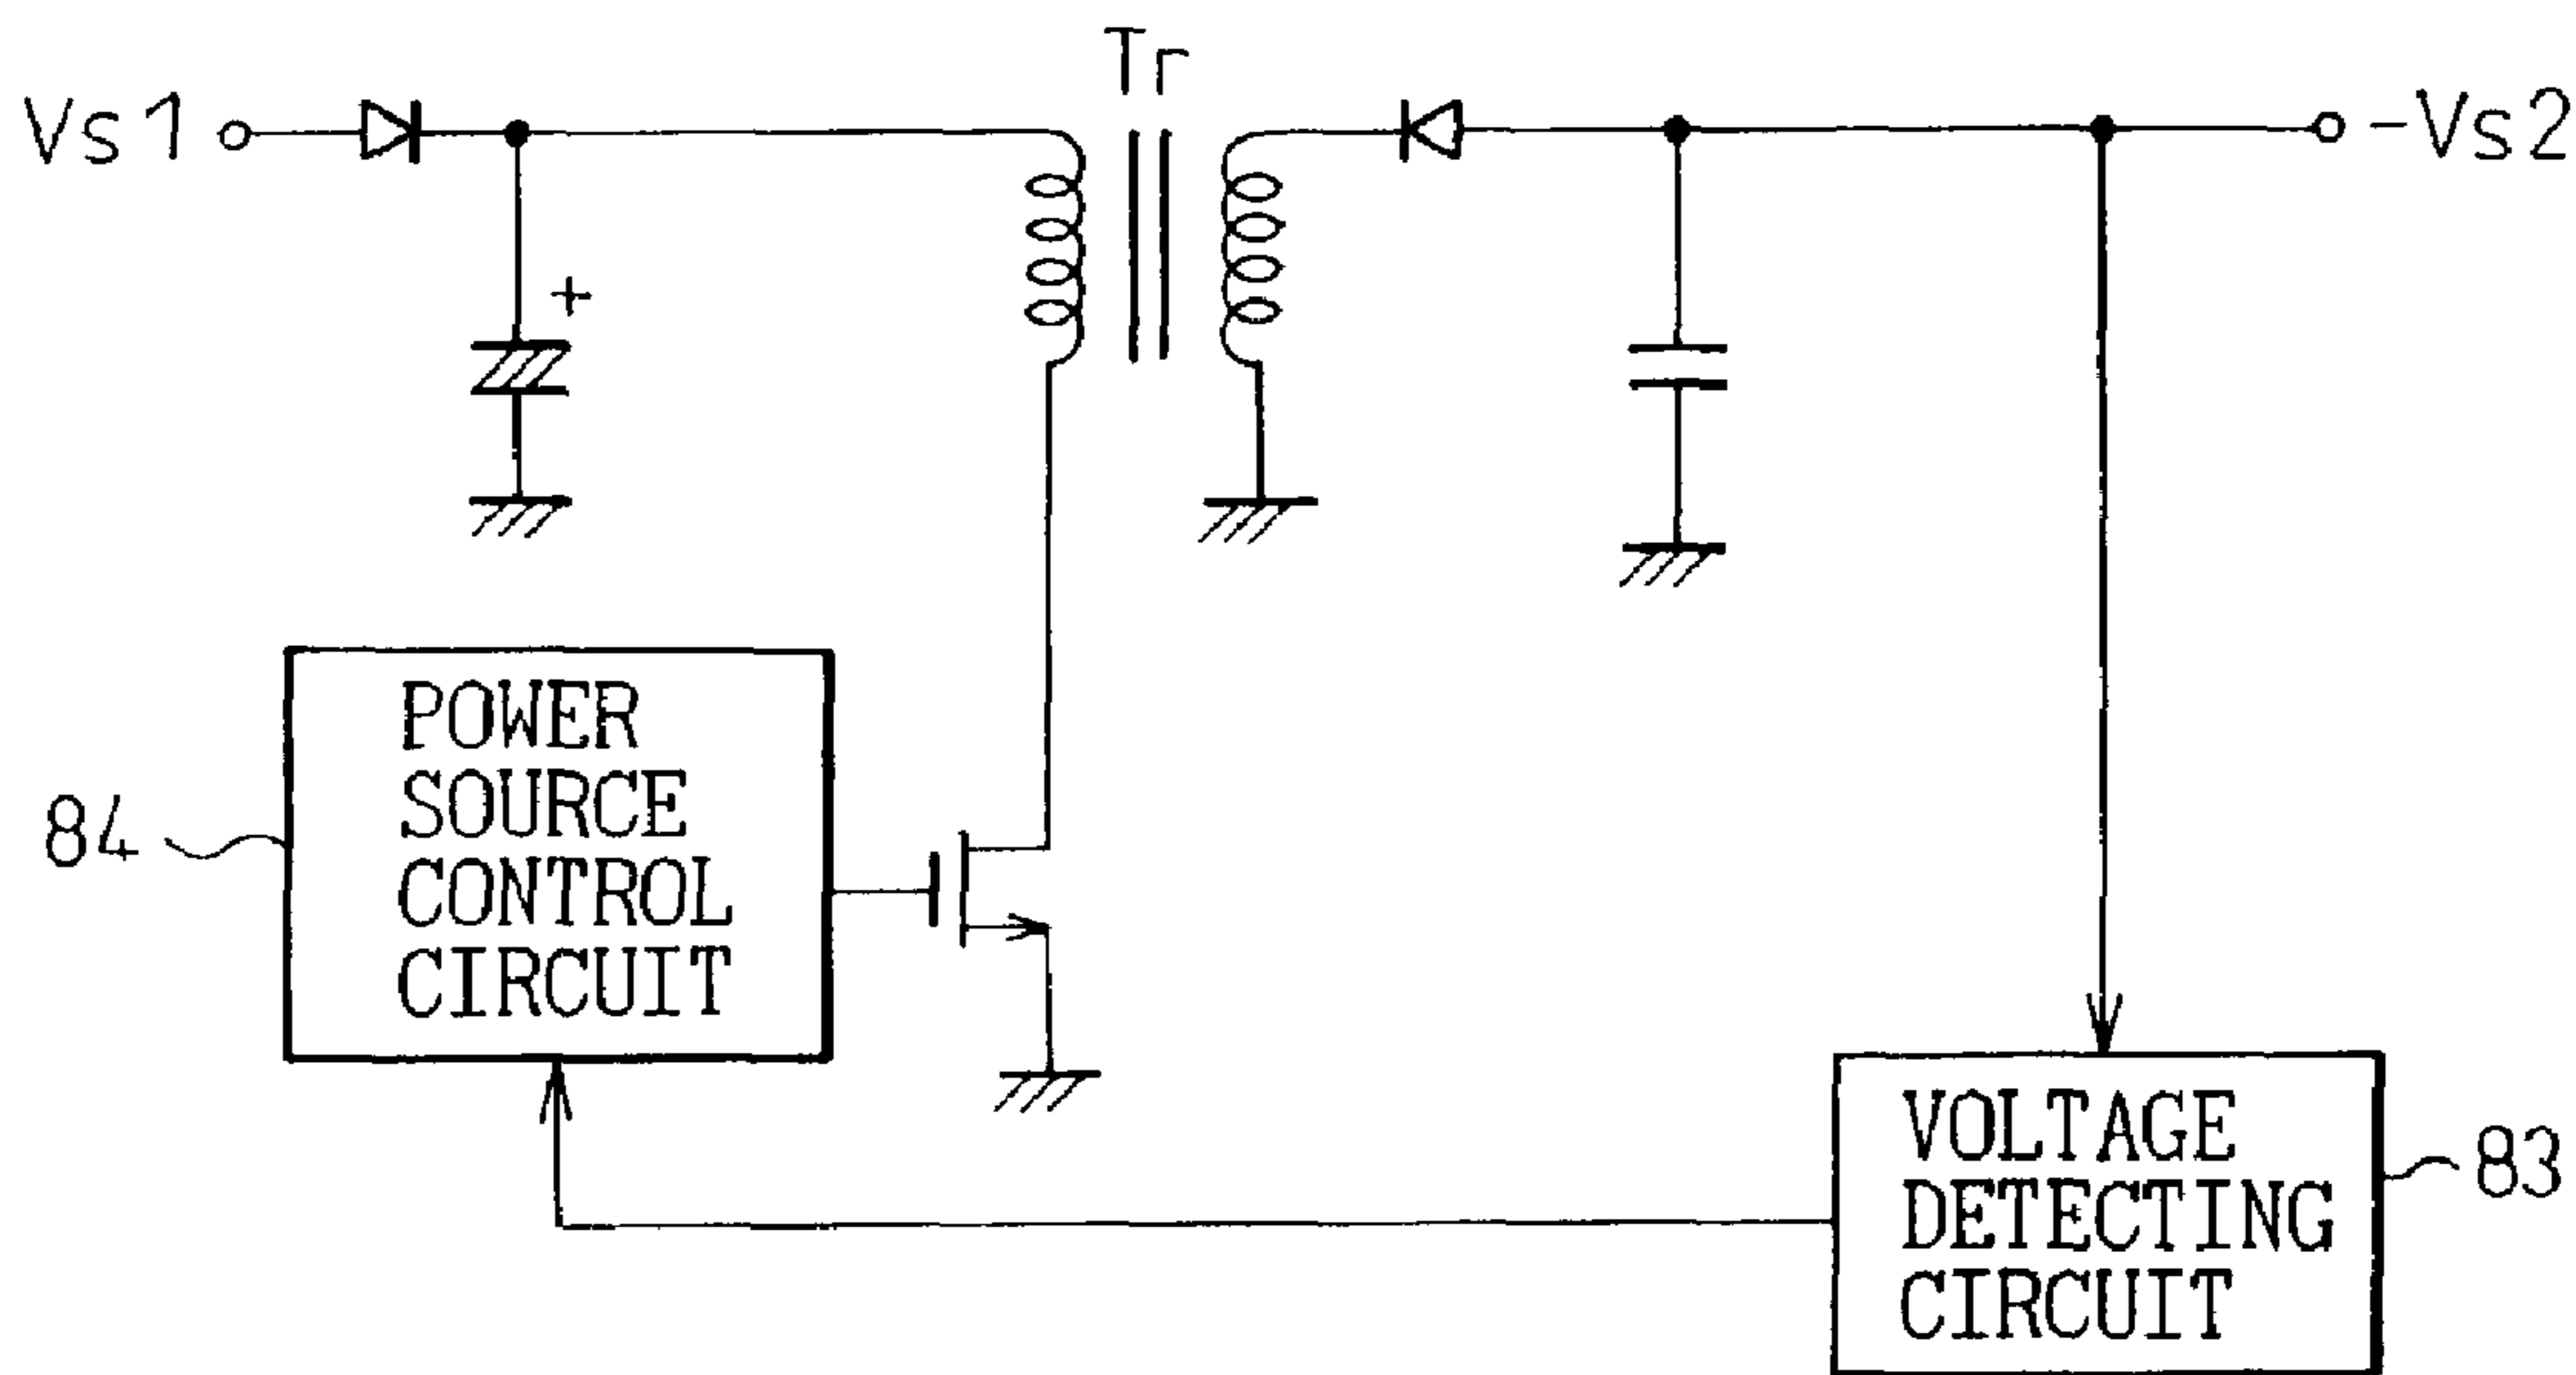 Tr
Vs1
-Vs2
+
POWER
SOURCE
CONTROL
CIRCUIT
84
VOLTAGE
DETECTING
CIRCUIT
83